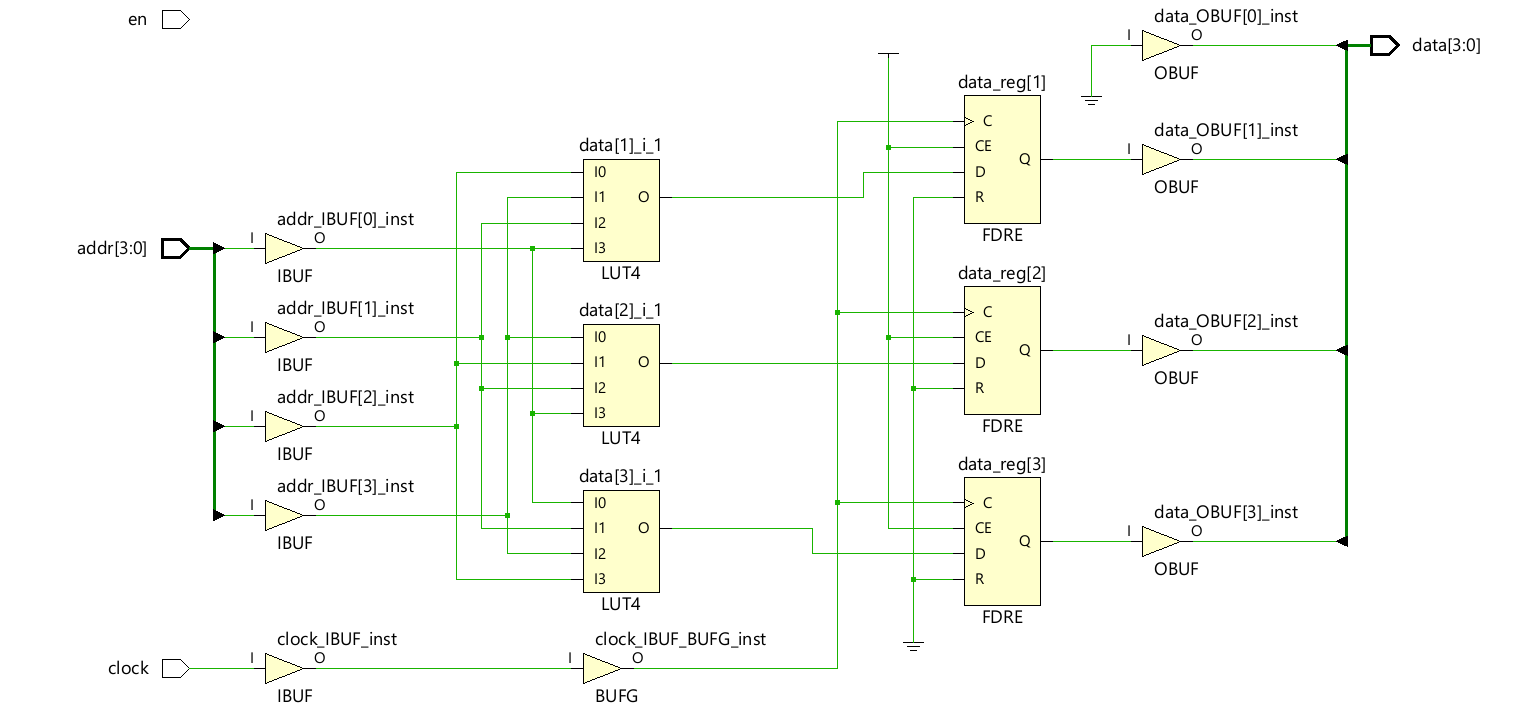 en
addr[3:0]
addr_IBUF[0]_inst
I
O
IBUF
addr_IBUF[1]_inst
I
O
IBUF
addr_IBUF[2]_inst
I
O
IBUF
addr_IBUF[3]_inst
I
O
IBUF
clock
clock_IBUF_inst
I
O
IBUF
data[1]_i_1
I0
I1
I2
I3
O
LUT4
data[2]_i_1
I0
I1
I2
I3
O
LUT4
data[3]_i_1
I0
I1
I2
I3
O
LUT4
clock_IBUF_BUFG_inst
I
O
BUFG
data_reg[1]
C
CE
D
R
Q
FDRE
data_reg[2]
C
CE
D
R
Q
FDRE
data_reg[3]
C
CE
D
R
Q
FDRE
data_OBUF[0]_inst
I
O
OBUF
data_OBUF[1]_inst
I
O
OBUF
data_OBUF[2]_inst
I
O
OBUF
data_OBUF[3]_inst
I
O
OBUF
data[3:0]